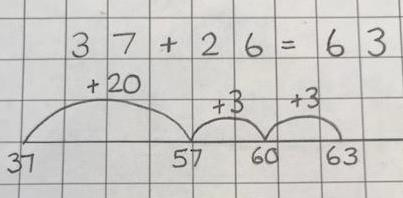 37 + 26 = 63
+20 +3 +3
37 57 60 63